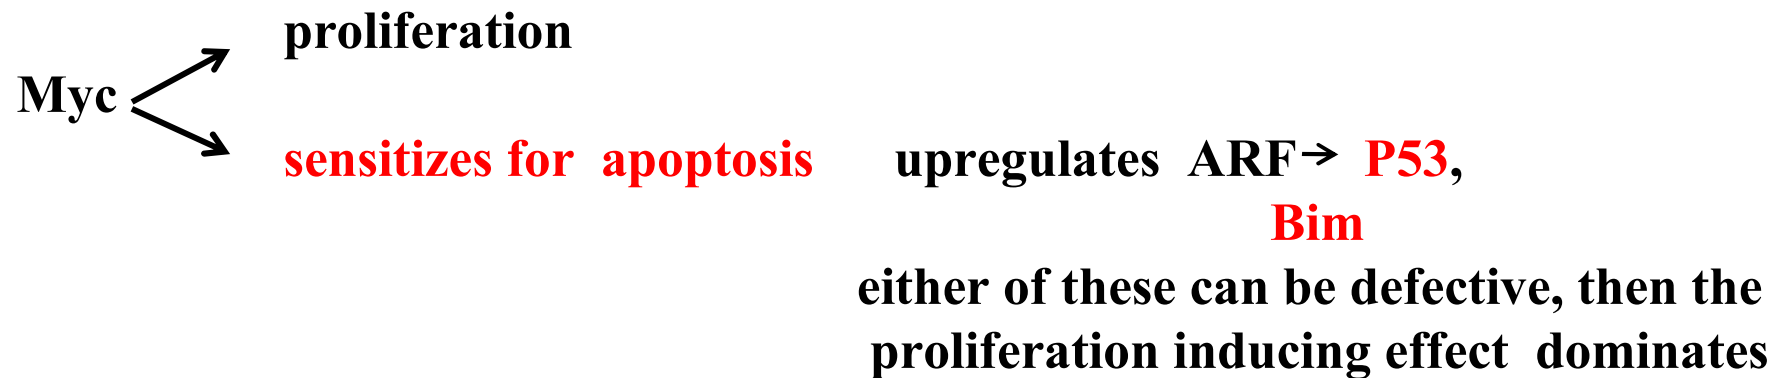 proliferation
Myc
sensitizes for apoptosis upregulates ARF→ P53,
Bim
either of these can be defective, then the
proliferation inducing effect dominates